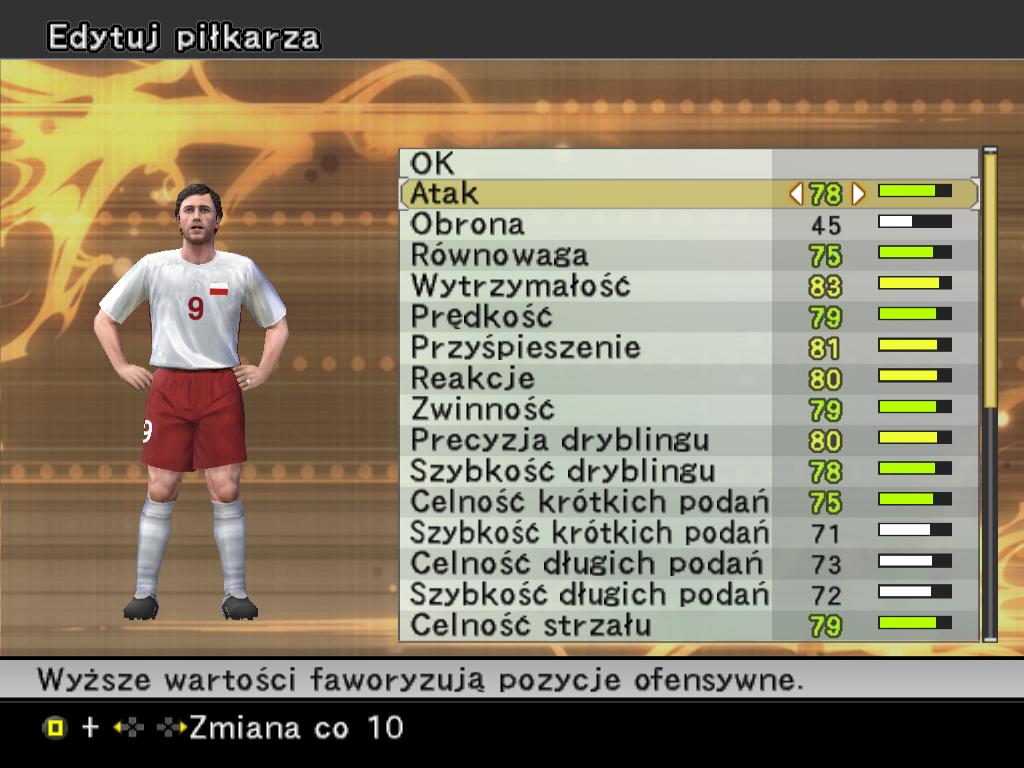 Edytuj piłkarza
OK
Atak 78
Obrona 45
Równowaga 75
Wytrzymałość 83
Prędkość 79
Przyśpieszenie 81
Reakcje 80
Zwinność 79
Precyzja dryblingu 80
Szybkość dryblingu 78
Celność krótkich podań 75
Szybkość krótkich podań 71
Celność długich podań 73
Szybkość długich podań 72
Celność strzału 79
9
9
Wyższe wartości faworyzują pozycje ofensywne.
+ Zmiana co 10